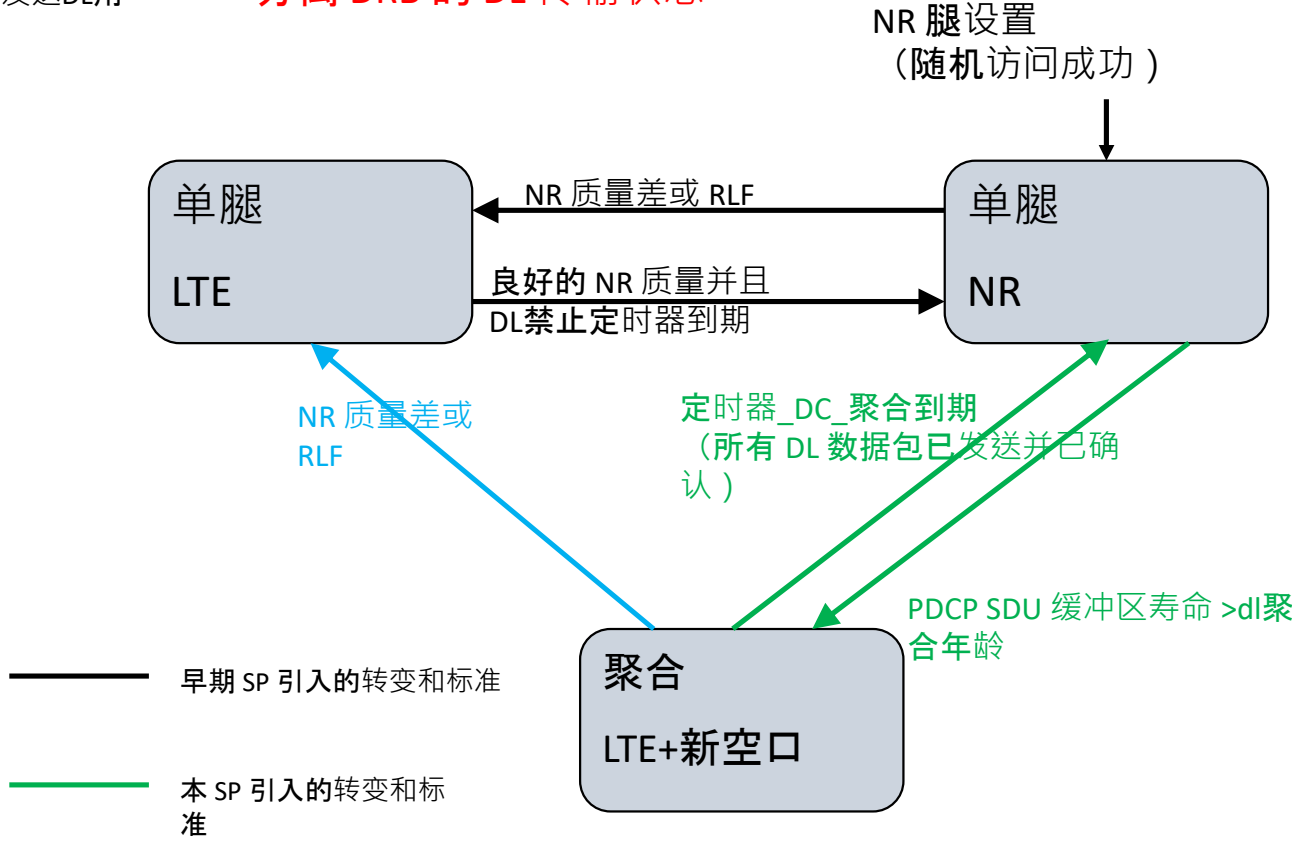 NR 腿设置
（随机访问成功 )
单腿
LTE
NR 质量差或 RLF
良好的 NR 质量并且
DL禁止定时器到期
单腿
NR
NR 质量差或
RLF
定时器_DC_聚合到期
（所有 DL 数据包已发送并已确
认 )
PDCP SDU 缓冲区寿命 >dl聚
合年龄
聚合
LTE+新空口
早期 SP 引入的转变和标准
本 SP 引入的转变和标
准